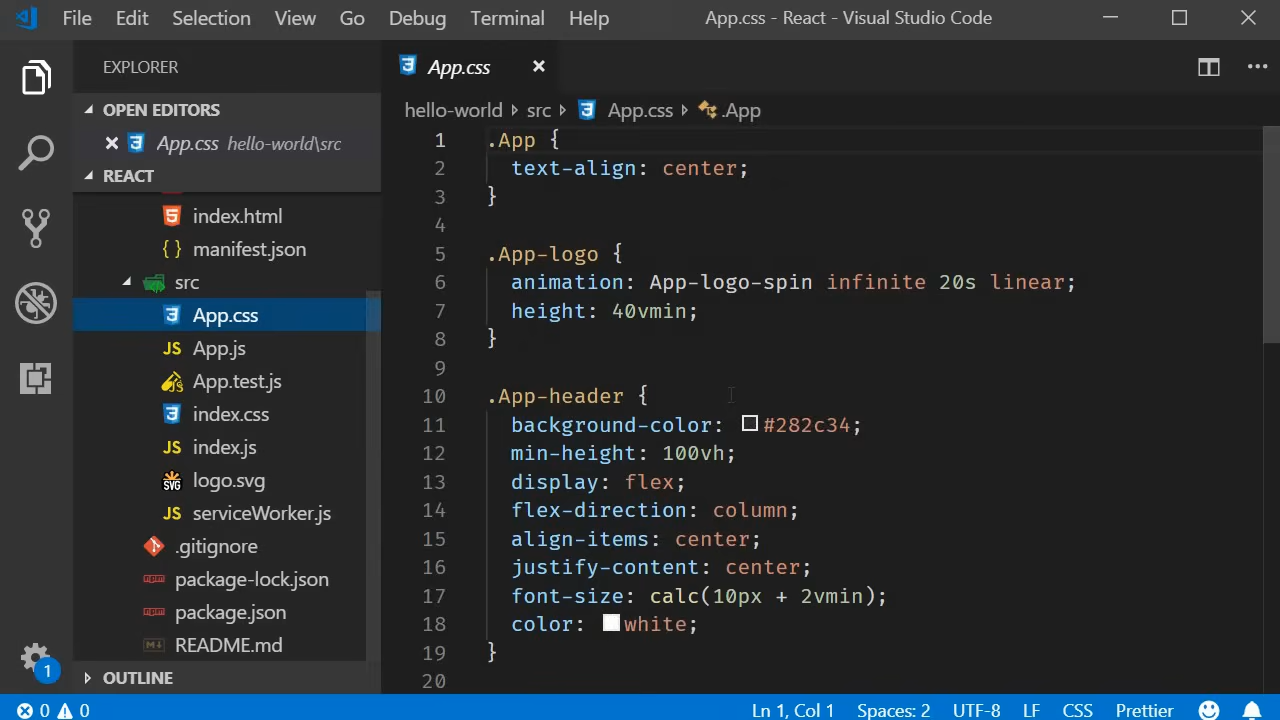 File Edit Selection View Go Debug Terminal Help App.css - React - Visual Studio Code
EXPLORER
OPEN EDITORS
App.css hello-world\src
REACT
index.html
{ } manifest.json
src
App.css
JS App.js
App.test.js
index.css
JS index.js
SVG logo.svg
JS serviceWorker.js
.gitignore
package-lock.json
package.json
README.md
OUTLINE
1
App.css
hello-world src App.css .App
1 .App {
2 text-align: center;
3 }
4
5 .App-logo {
6 animation: App-logo-spin infinite 20s linear;
7 height: 40vmin;
8 }
9
10 .App-header {
11 background-color: #282c34;
12 min-height: 100vh;
13 display: flex;
14 flex-direction: column;
15 align-items: center;
16 justify-content: center;
17 font-size: calc(10px + 2vmin);
18 color: white;
19 }
20
0 0 Ln 1, Col 1 Spaces: 2 UTF-8 LF CSS Prettier